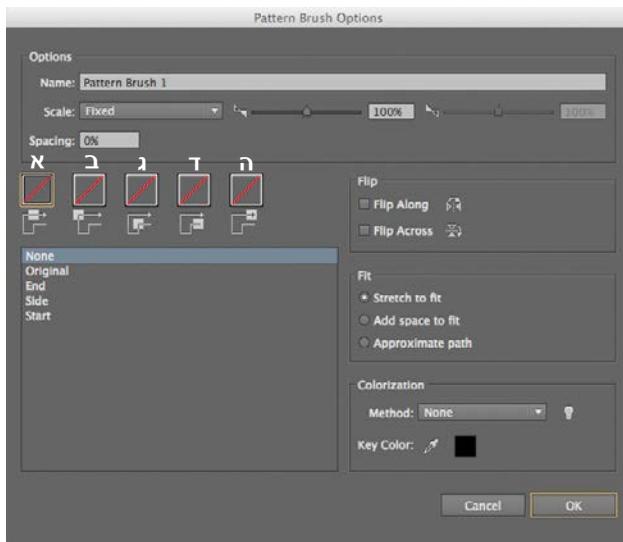 Pattern Brush Options
Options
Name: Pattern Brush 1
Scale: Fixed 100% 100%
Spacing: 0%
א ב ג ד ה
Flip
Flip Along
Flip Across
None
Original
End
Side
Start
Fit
Stretch to fit
Add space to fit
Approximate path
Colorization
Method: None
Key Color:
Cancel OK